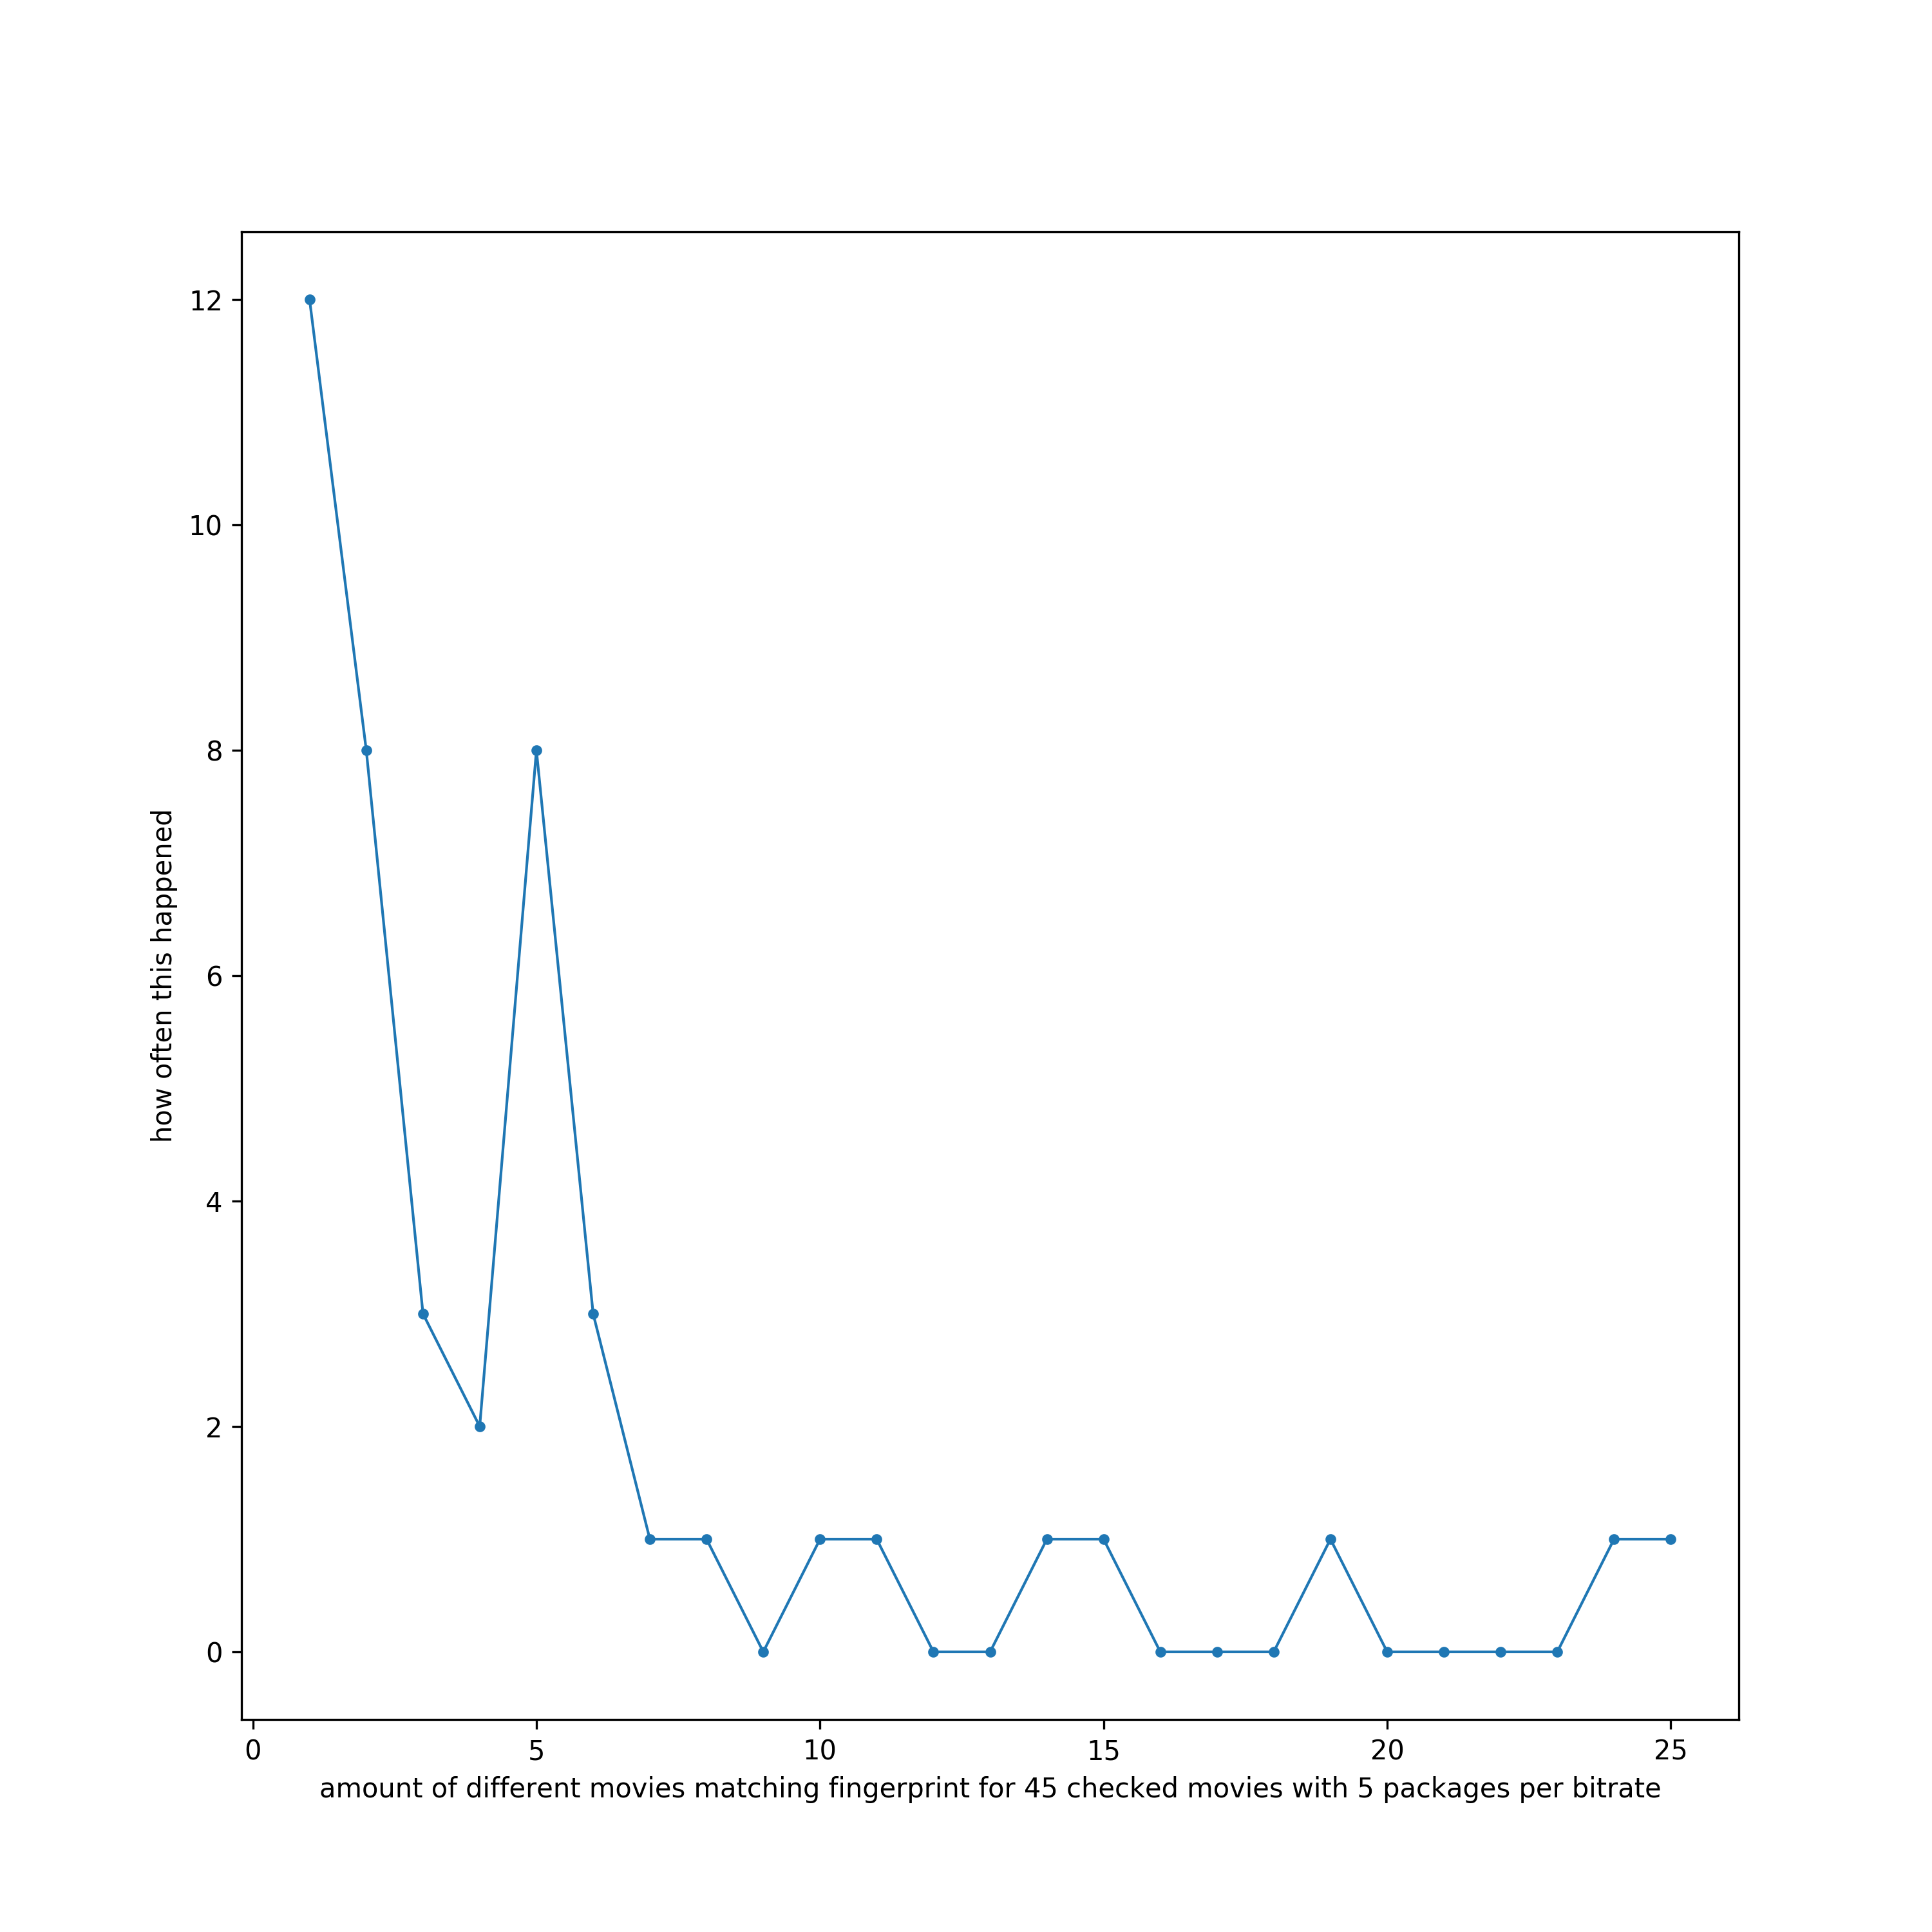 12
10
8
6
4
2
0
how often this happened
0 5 10 15 20 25
amount of different movies matching fingerprint for 45 checked movies with 5 packages per bitrate